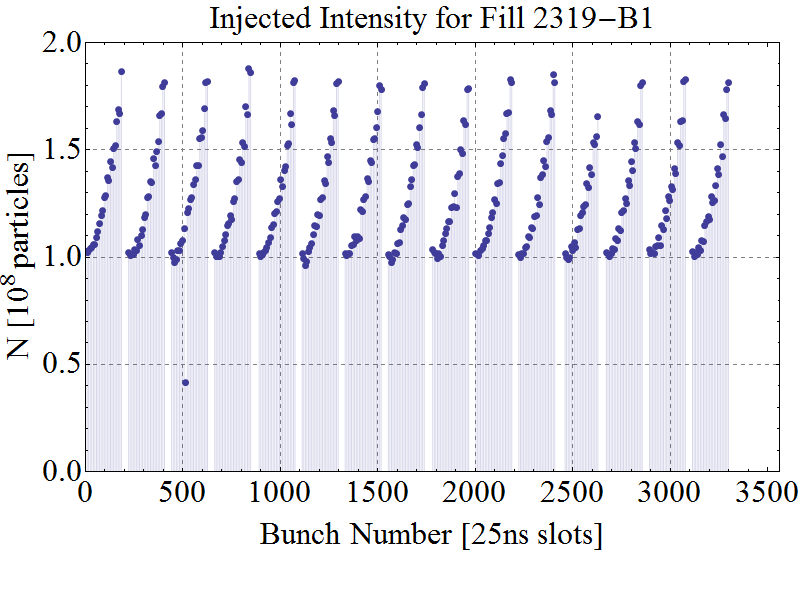 Injected Intensity for Fill 2319−B1
2.0
1.5
1.0
0.5
0.0
N [10⁸ particles]
0 500 1000 1500 2000 2500 3000 3500
Bunch Number [25ns slots]